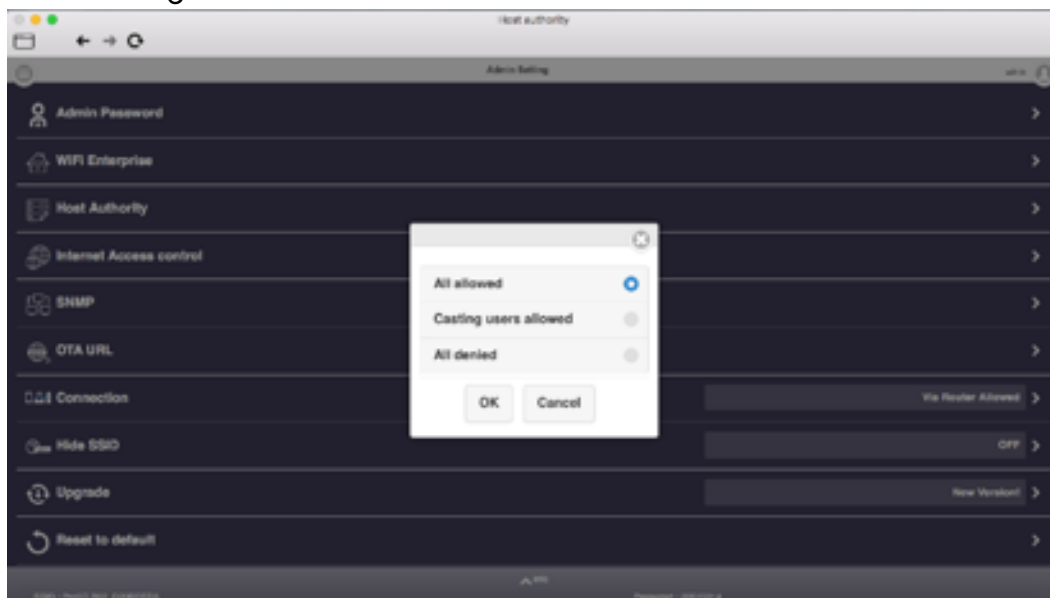 Host authority
Admin Setting
Admin Password
WIFI Enterprise
Host Authority
Internet Access control
SNMP
OTA URL
All allowed
Casting users allowed
All denied
OK Cancel
Connection Via Router Allowed
Hide SSID OFF
Upgrade New Version!
Reset to default